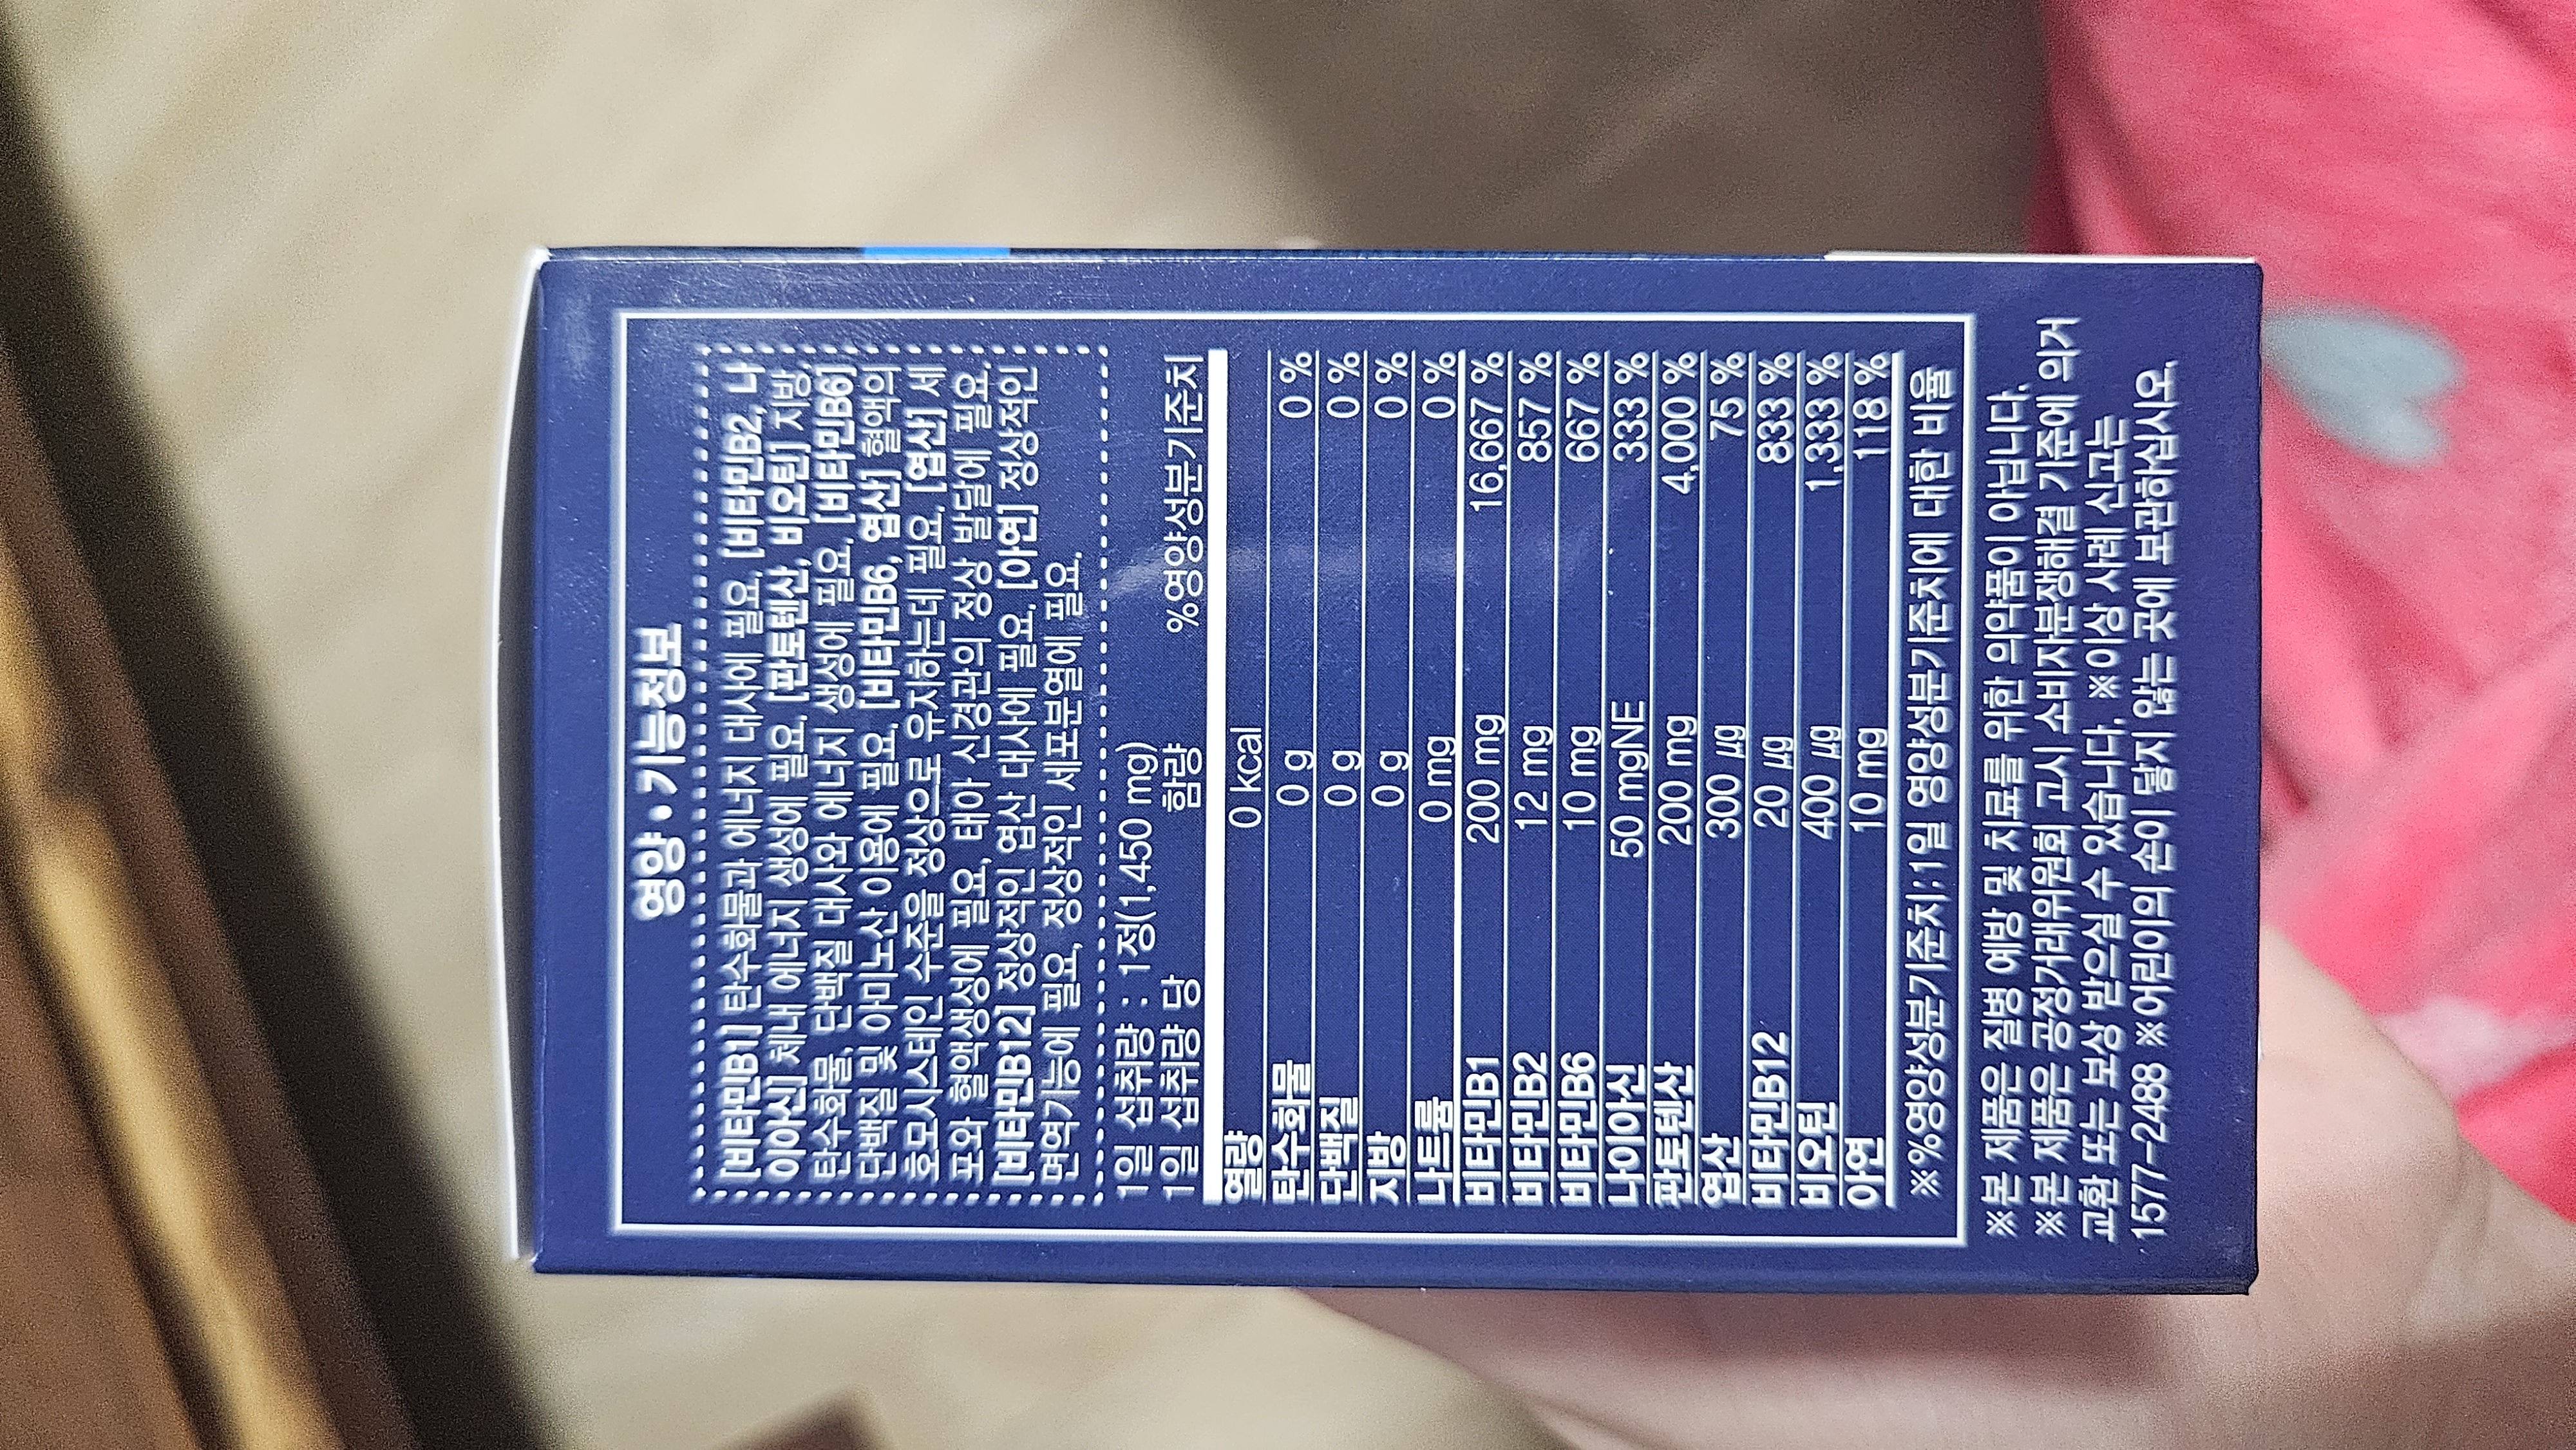 영양•기능정보
[비타민B1] 탄수화물과 에너지 대사에 필요, [비타민B2, 나
이아신] 체내 에너지 생성에 필요, [판토텐산, 비오틴] 지방,
탄수화물, 단백질 대사와 에너지 생성에 필요, [비타민B6]
단백질 및 아미노산 이용에 필요, [비타민B6, 엽산] 혈액의
호모시스테인 수준을 정상으로 유지하는데 필요, [엽산] 세
포와 혈액생성에 필요, 태아 신경관의 정상 발달에 필요,
[비타민B12] 정상적인 엽산 대사에 필요, [아연] 정상적인
면역기능에 필요, 정상적인 세포분열에 필요.
1일 섭취량 : 1정(1,450 mg)
1일 섭취량 당 함량 %영양성분기준치
열량 0 kcal
탄수화물 0 g 0 %
단백질 0 g 0 %
지방 0 g 0 %
나트륨 0 mg 0 %
비타민B1 200 mg 16,667 %
비타민B2 12 mg 857 %
비타민B6 10 mg 667 %
나이아신 50 mgNE 333 %
판토텐산 200 mg 4,000 %
엽산 300 ㎍ 75 %
비타민B12 20 ㎍ 833 %
비오틴 400 ㎍ 1,333 %
아연 10 mg 118 %
※%영양성분기준치;1일 영양성분기준치에 대한 비율
※본 제품은 질병 예방 및 치료를 위한 의약품이 아닙니다.
※본 제품은 공정거래위원회 고시 소비자분쟁해결 기준에 의거
교환 또는 보상 받으실 수 있습니다. ※이상 사례 신고는
1577-2488 ※어린이의 손이 닿지 않는 곳에 보관하십시오.